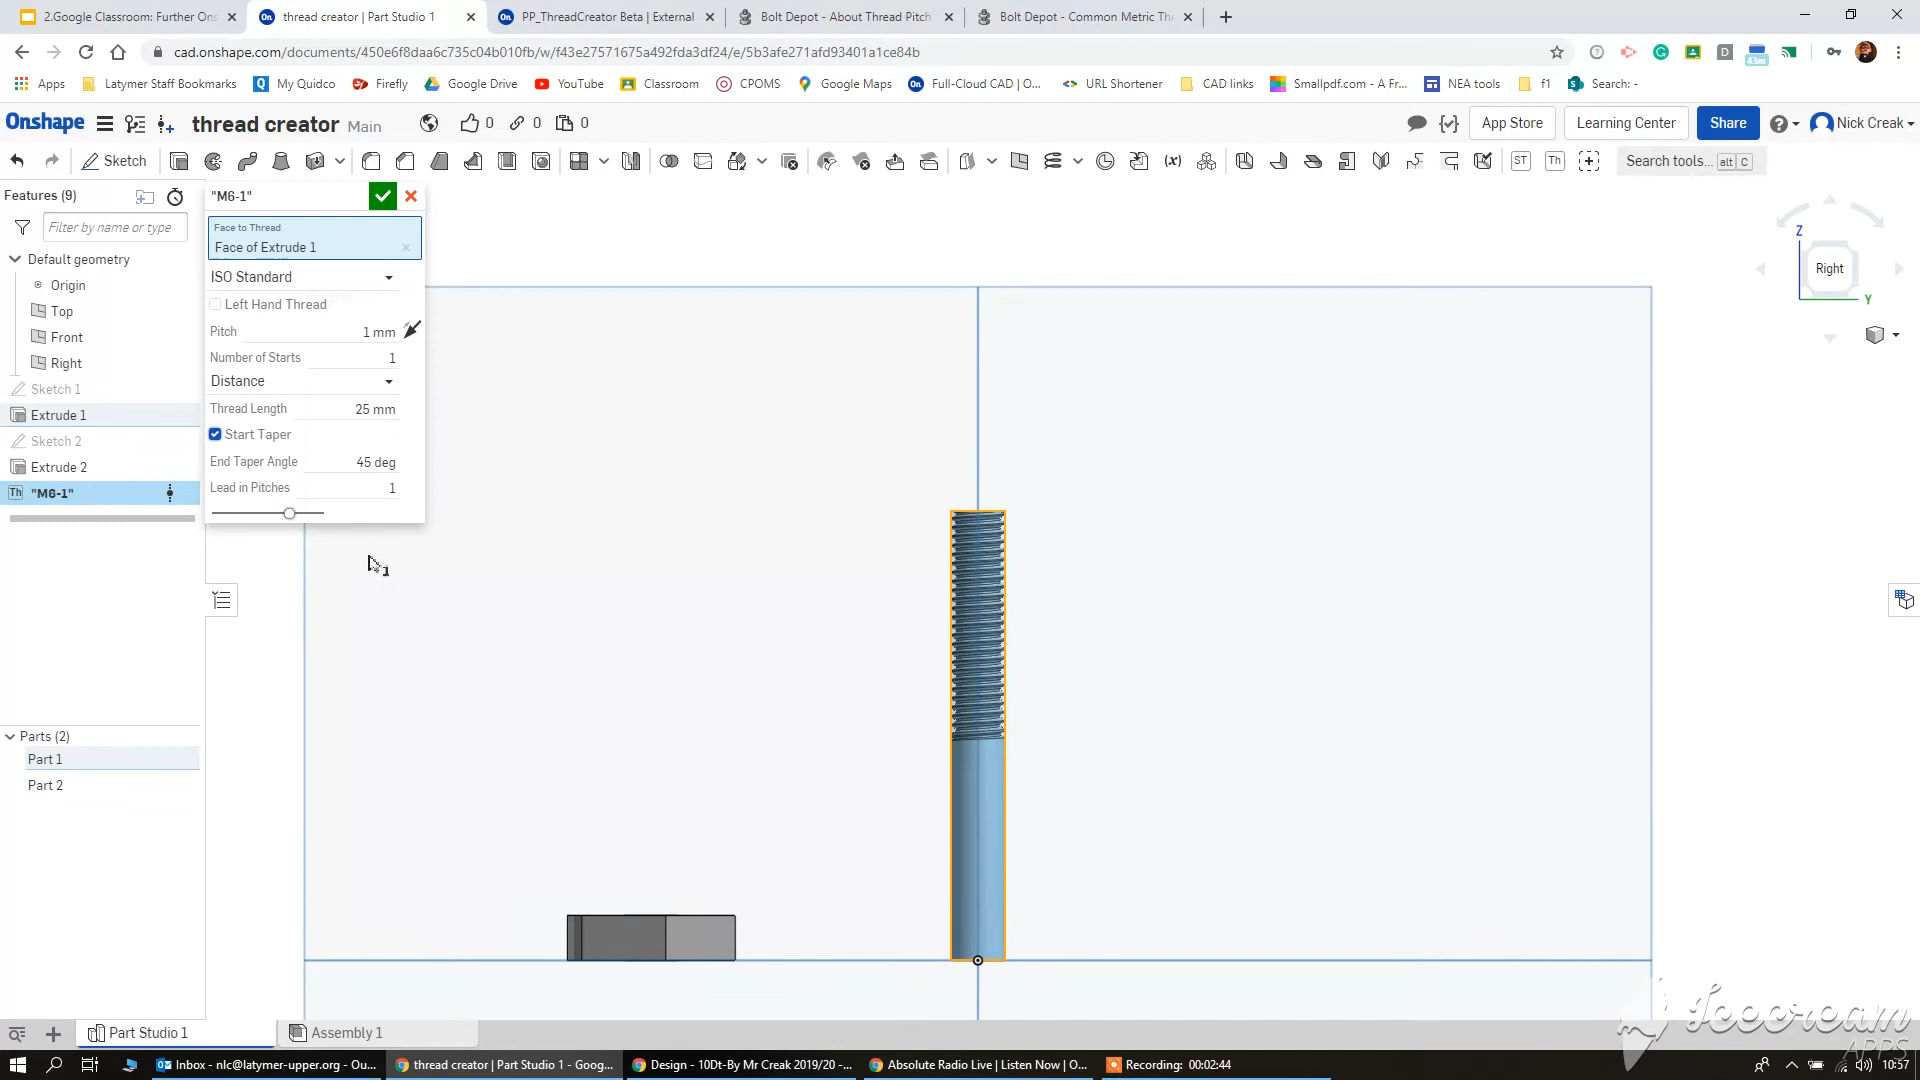 2.Google Classroom: Further Ons
thread creator | Part Studio 1
PP_ThreadCreator Beta | External
Bolt Depot - About Thread Pitch
Bolt Depot - Common Metric Thr
cad.onshape.com/documents/450e6f8daa6c735c04b010fb/w/f43e27571675a492fda3df24/e/5b3afe271afd93401a1ce84b
43m
Apps
Latymer Staff Bookmarks
My Quidco
Firefly
Google Drive
YouTube
Classroom
CPOMS
Google Maps
Full-Cloud CAD | O...
URL Shortener
CAD links
Smallpdf.com - A Fr...
NEA tools
f1
Search: -
Onshape
thread creator Main
0
0
0
App Store
Learning Center
Share
Nick Creak
Sketch
ST
Th
Search tools... alt C
Features (9)
"M6-1"
Filter by name or type
Face to Thread
Face of Extrude 1
ISO Standard
Left Hand Thread
Pitch 1 mm
Number of Starts 1
Distance
Thread Length 25 mm
Start Taper
End Taper Angle 45 deg
Lead in Pitches 1
Default geometry
Origin
Top
Front
Right
Sketch 1
Extrude 1
Sketch 2
Extrude 2
Th "M6-1"
Parts (2)
Part 1
Part 2
Z
Right
Y
1
Part Studio 1
Assembly 1
Icecream
APPS
Inbox - nlc@latymer-upper.org - Ou...
thread creator | Part Studio 1 - Goog...
Design - 10Dt-By Mr Creak 2019/20 -...
Absolute Radio Live | Listen Now | O...
Recording: 00:02:44
10:57